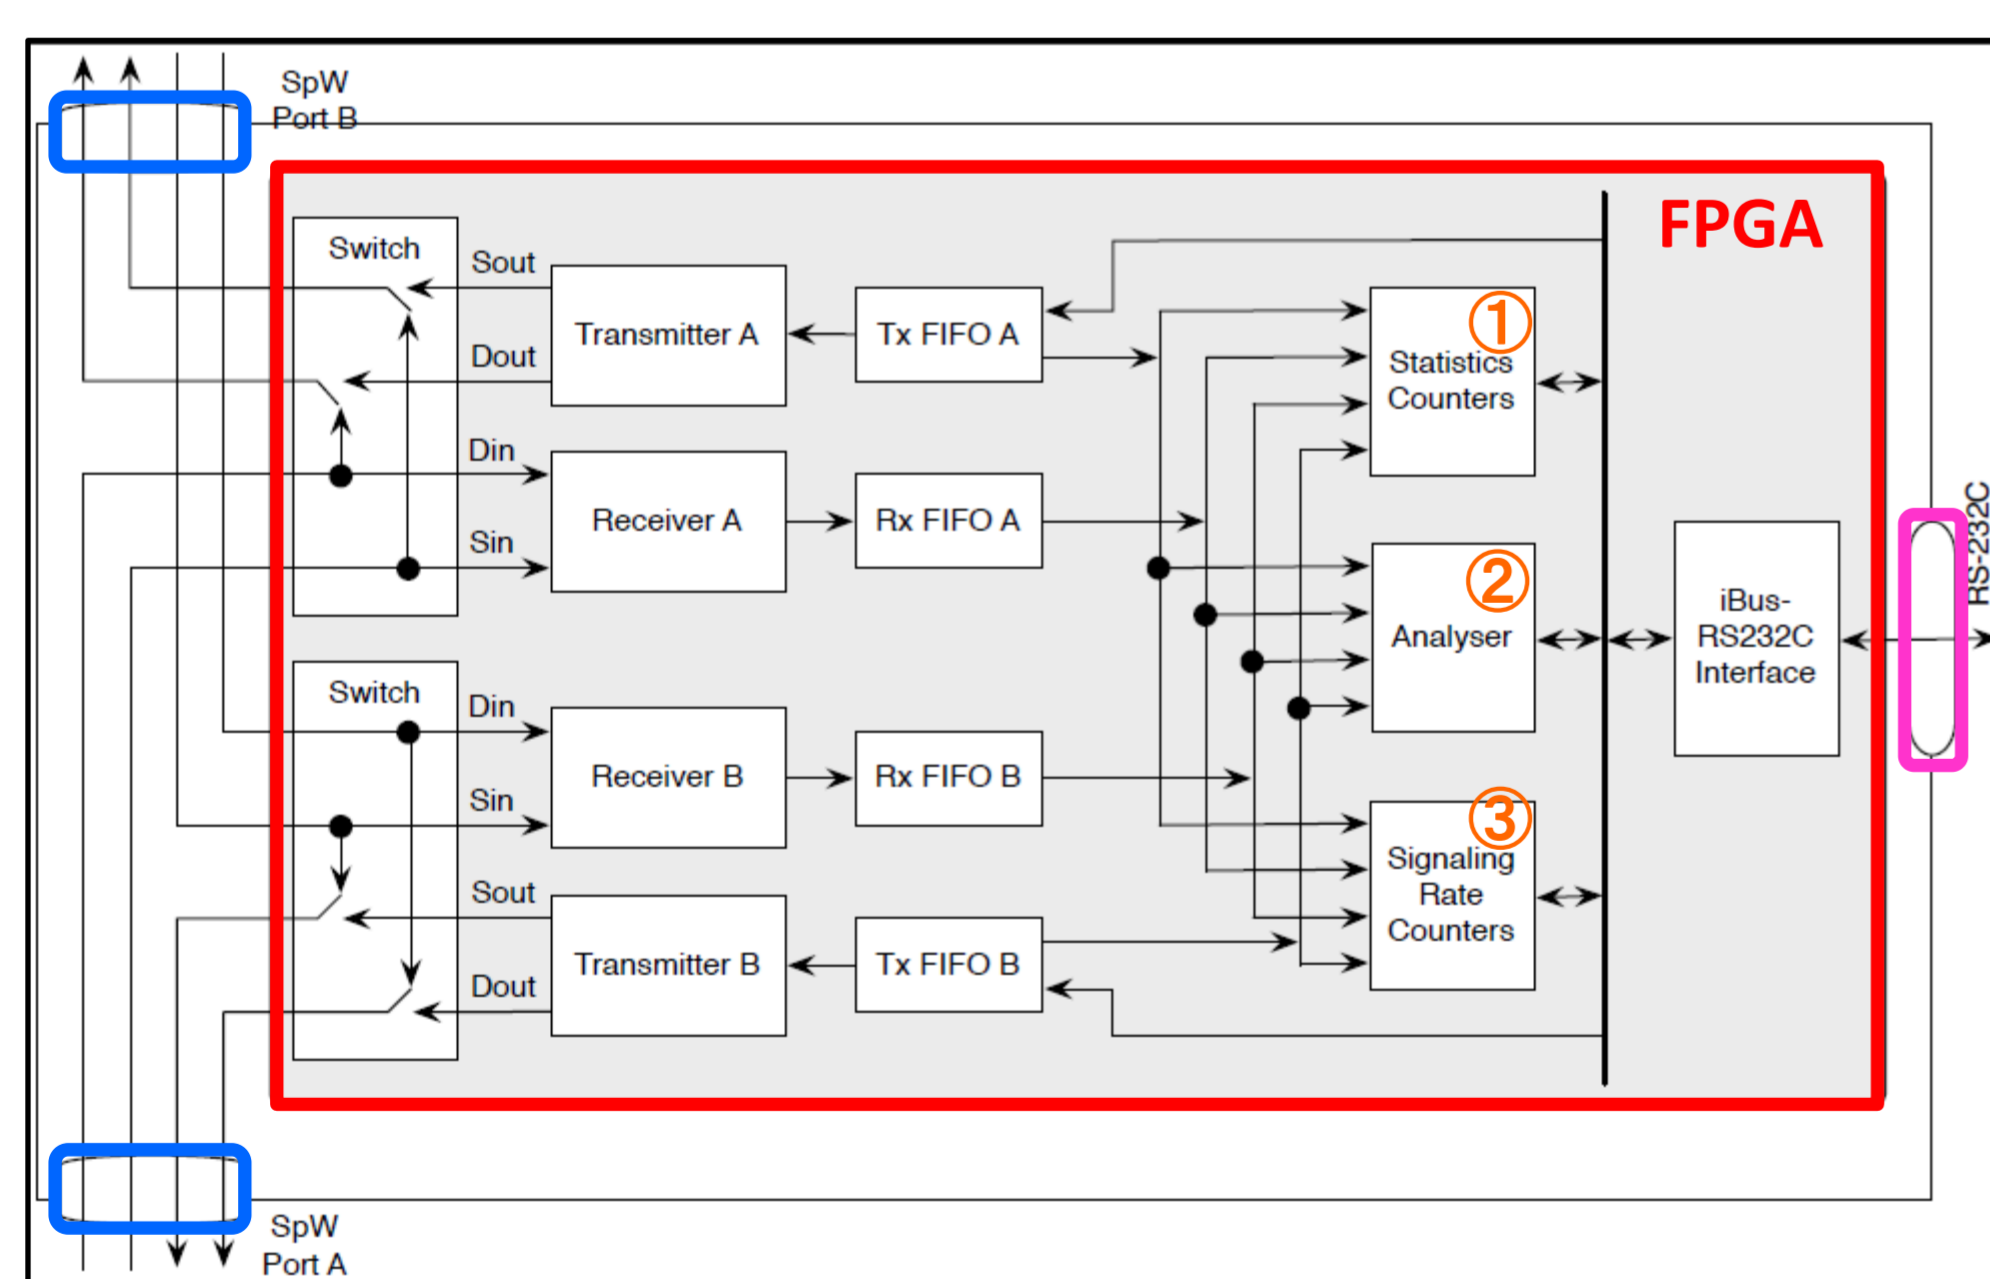 SpW
Port B
FPGA
Switch
Sout
Transmitter A
Tx FIFO A
①
Statistics
Counters
Dout
Din
Receiver A
Rx FIFO A
Sin
②
Analyser
iBus-
RS232C
Interface
RS-232C
Switch
Din
Receiver B
Rx FIFO B
Sin
③
Signaling
Rate
Counters
Sout
Transmitter B
Tx FIFO B
Dout
SpW
Port A